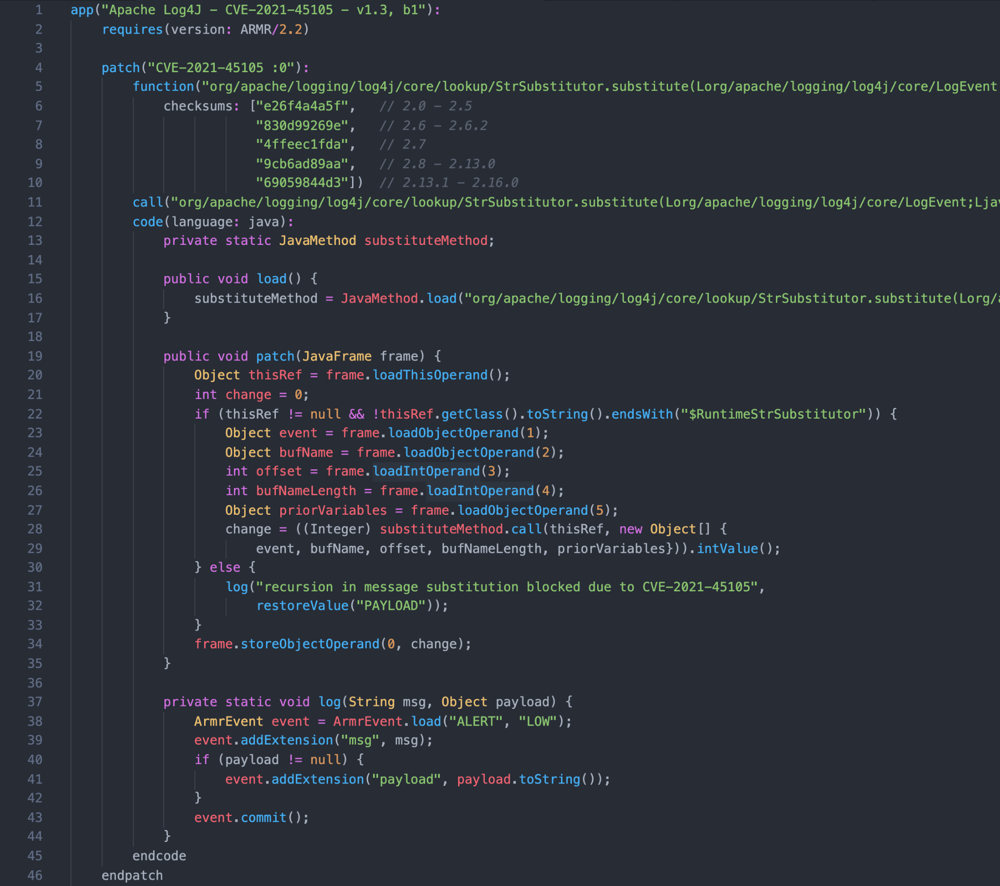 1 app("Apache Log4J – CVE–2021–45105 – v1.3, b1"):
2     requires(version: ARMR/2.2)
3
4     patch("CVE–2021–45105 :0"):
5         function("org/apache/logging/log4j/core/lookup/StrSubstitutor.substitute(Lorg/apache/logging/log4j/core/LogEvent
6             checksums: ["e26f4a4a5f",   // 2.0 – 2.5
7                         "830d99269e",   // 2.6 – 2.6.2
8                         "4ffeec1fda",   // 2.7
9                         "9cb6ad89aa",   // 2.8 – 2.13.0
10                         "69059844d3"])  // 2.13.1 – 2.16.0
11         call("org/apache/logging/log4j/core/lookup/StrSubstitutor.substitute(Lorg/apache/logging/log4j/core/LogEvent;Ljav
12         code(language: java):
13             private static JavaMethod substituteMethod;
14
15             public void load() {
16                 substituteMethod = JavaMethod.load("org/apache/logging/log4j/core/lookup/StrSubstitutor.substitute(Lorg/a
17             }
18
19             public void patch(JavaFrame frame) {
20                 Object thisRef = frame.loadThisOperand();
21                 int change = 0;
22                 if (thisRef != null && !thisRef.getClass().toString().endsWith("$RuntimeStrSubstitutor")) {
23                     Object event = frame.loadObjectOperand(1);
24                     Object bufName = frame.loadObjectOperand(2);
25                     int offset = frame.loadIntOperand(3);
26                     int bufNameLength = frame.loadIntOperand(4);
27                     Object priorVariables = frame.loadObjectOperand(5);
28                     change = ((Integer) substituteMethod.call(thisRef, new Object[] {
29                         event, bufName, offset, bufNameLength, priorVariables})).intValue();
30                 } else {
31                     log("recursion in message substitution blocked due to CVE–2021–45105",
32                         restoreValue("PAYLOAD"));
33                 }
34                 frame.storeObjectOperand(0, change);
35             }
36
37             private static void log(String msg, Object payload) {
38                 ArmrEvent event = ArmrEvent.load("ALERT", "LOW");
39                 event.addExtension("msg", msg);
40                 if (payload != null) {
41                     event.addExtension("payload", payload.toString());
42                 }
43                 event.commit();
44             }
45         endcode
46     endpatch